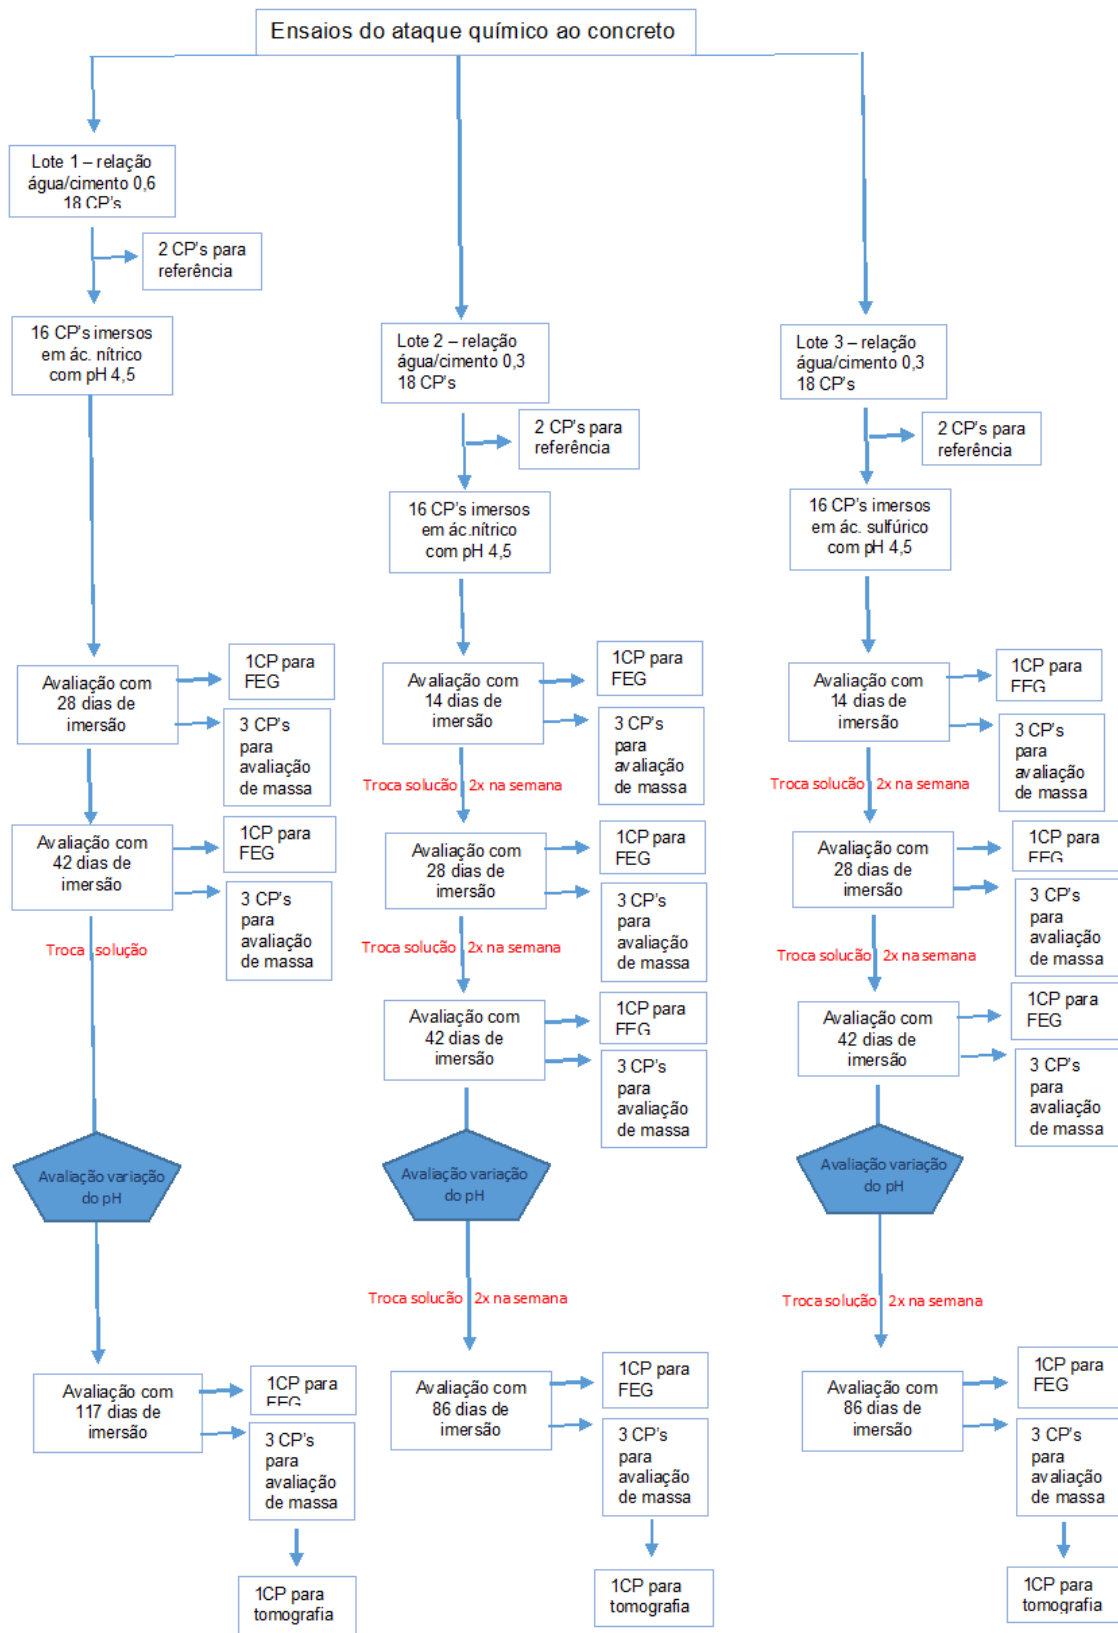 Ensaios do ataque químico ao concreto
Lote 1 – relação
água/cimento 0,6
18 CP's
2 CP's para
referência
16 CP's imersos
em ác. nítrico
com pH 4,5
Avaliação com
28 dias de
imersão
1CP para
FEG
3 CP's
para
avaliação
de massa
Avaliação com
42 dias de
imersão
1CP para
FEG
3 CP's
para
avaliação
de massa
Troca solução
Avaliação variação
do pH
Avaliação com
117 dias de
imersão
1CP para
FEG
3 CP's
para
avaliação
de massa
1CP para
tomografia
Lote 2 – relação
água/cimento 0,3
18 CP's
2 CP's para
referência
16 CP's imersos
em ác.nítrico
com pH 4,5
Avaliação com
14 dias de
imersão
1CP para
FEG
3 CP's
para
avaliação
de massa
Troca solução 2x na semana
Avaliação com
28 dias de
imersão
1CP para
FEG
3 CP's
para
avaliação
de massa
Troca solução 2x na semana
Avaliação com
42 dias de
imersão
1CP para
FEG
3 CP's
para
avaliação
de massa
Avaliação variação
do pH
Troca solucão 2x na semana
Avaliação com
86 dias de
imersão
1CP para
FEG
3 CP's
para
avaliação
de massa
1CP para
tomografia
Lote 3 – relação
água/cimento 0,3
18 CP's
2 CP's para
referência
16 CP's imersos
em ác. sulfúrico
com pH 4,5
Avaliação com
14 dias de
imersão
1CP para
FEG
3 CP's
para
avaliação
de massa
Troca solução 2x na semana
Avaliação com
28 dias de
imersão
1CP para
FEG
3 CP's
para
avaliação
de massa
Troca solução 2x na semana
Avaliação com
42 dias de
imersão
1CP para
FEG
3 CP's
para
avaliação
de massa
Avaliação variação
do pH
Troca solução 2x na semana
Avaliação com
86 dias de
imersão
1CP para
FEG
3 CP's
para
avaliação
de massa
1CP para
tomografia